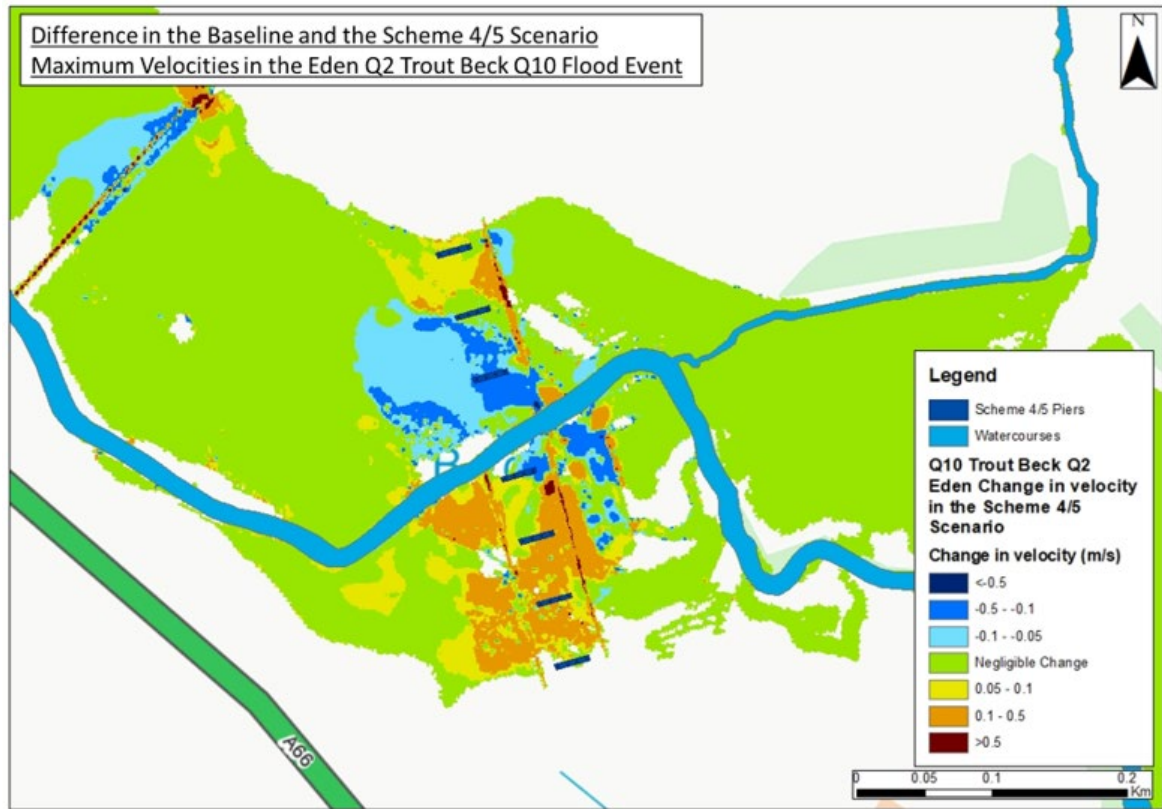 Difference in the Baseline and the Scheme 4/5 Scenario
Maximum Velocities in the Eden Q2 Trout Beck Q10 Flood Event
N
A66
Legend
Scheme 4/5 Piers
Watercourses
Q10 Trout Beck Q2
Eden Change in velocity
in the Scheme 4/5
Scenario
Change in velocity (m/s)
<-0.5
-0.5 - -0.1
-0.1 - -0.05
Negligible Change
0.05 - 0.1
0.1 - 0.5
>0.5
0 0.05 0.1 0.2
Km